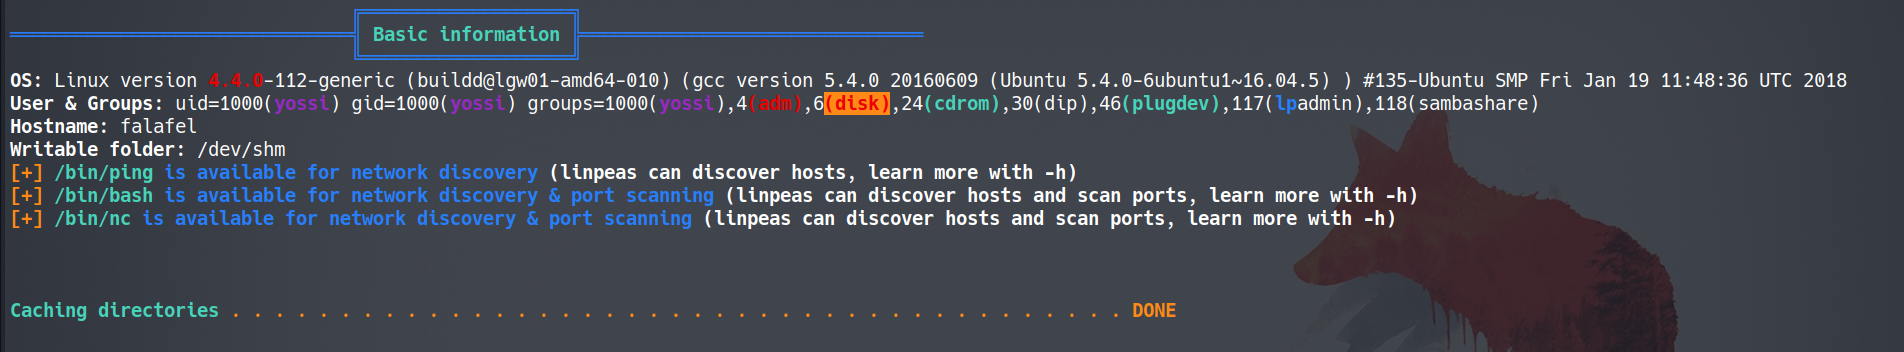 Basic information
OS: Linux version 4.4.0-112-generic (buildd@lgw01-amd64-010) (gcc version 5.4.0 20160609 (Ubuntu 5.4.0-6ubuntu1~16.04.5) ) #135-Ubuntu SMP Fri Jan 19 11:48:36 UTC 2018
User & Groups: uid=1000(yossi) gid=1000(yossi) groups=1000(yossi),4(adm),6(disk),24(cdrom),30(dip),46(plugdev),117(lpadmin),118(sambashare)
Hostname: falafel
Writable folder: /dev/shm
[+] /bin/ping is available for network discovery (linpeas can discover hosts, learn more with -h)
[+] /bin/bash is available for network discovery & port scanning (linpeas can discover hosts and scan ports, learn more with -h)
[+] /bin/nc is available for network discovery & port scanning (linpeas can discover hosts and scan ports, learn more with -h)
Caching directories . . . . . . . . . . . . . . . . . . . . . . . . . . . . . . . . . . . . . . . . . DONE